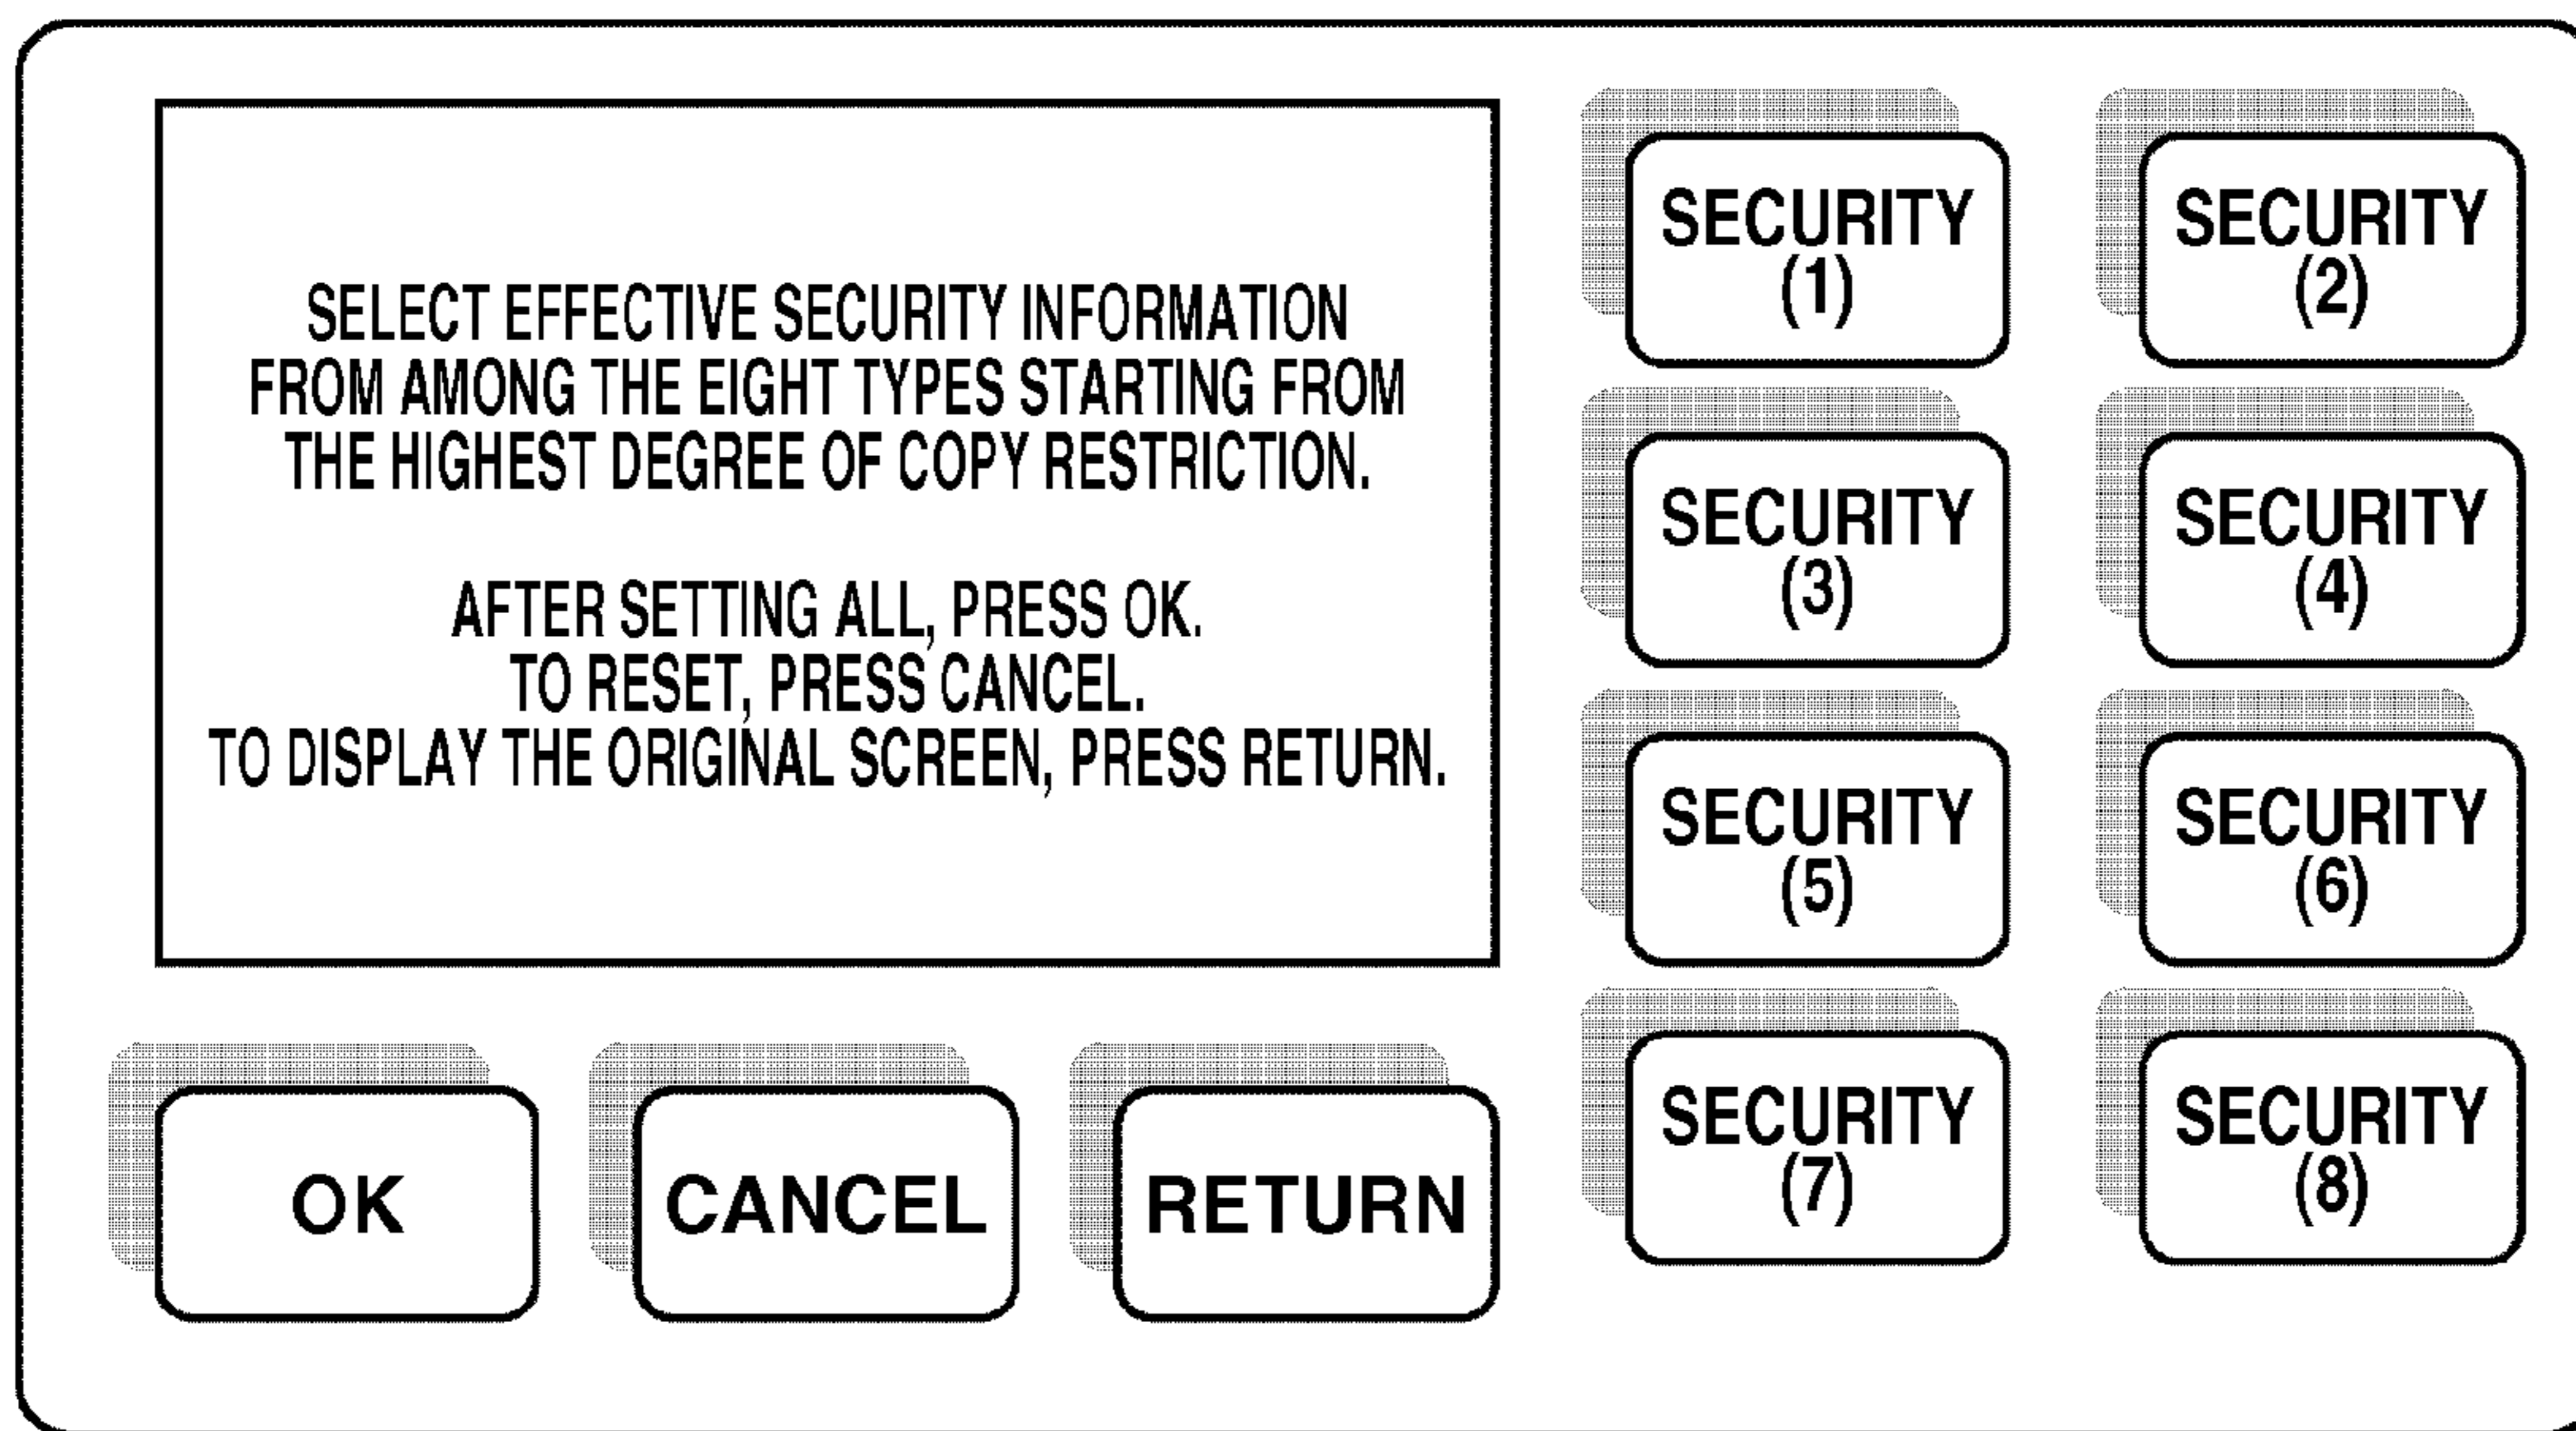 SELECT EFFECTIVE SECURITY INFORMATION
FROM AMONG THE EIGHT TYPES STARTING FROM
THE HIGHEST DEGREE OF COPY RESTRICTION.
AFTER SETTING ALL, PRESS OK.
TO RESET, PRESS CANCEL.
TO DISPLAY THE ORIGINAL SCREEN, PRESS RETURN.
OK
CANCEL
RETURN
SECURITY
(1)
SECURITY
(2)
SECURITY
(3)
SECURITY
(4)
SECURITY
(5)
SECURITY
(6)
SECURITY
(7)
SECURITY
(8)